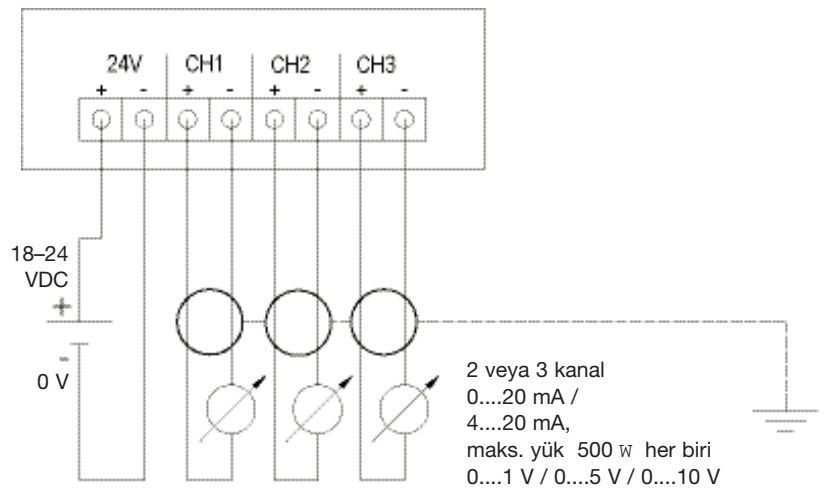 24V CH1 CH2 CH3
+ - + - + - + -
18–24
VDC
+
-
0 V
2 veya 3 kanal
0....20 mA /
4....20 mA,
maks. yük 500 W her biri
0....1 V / 0....5 V / 0....10 V